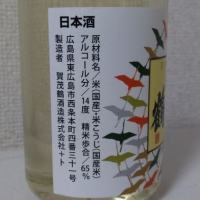 日本酒
原材料名/米(国産)・米こうじ(国産米)
アルコール分/14度 精米歩合/65%
広島県東広島市西条本町四番三十一号
製造者 賀茂鶴酒造株式会社
鶴